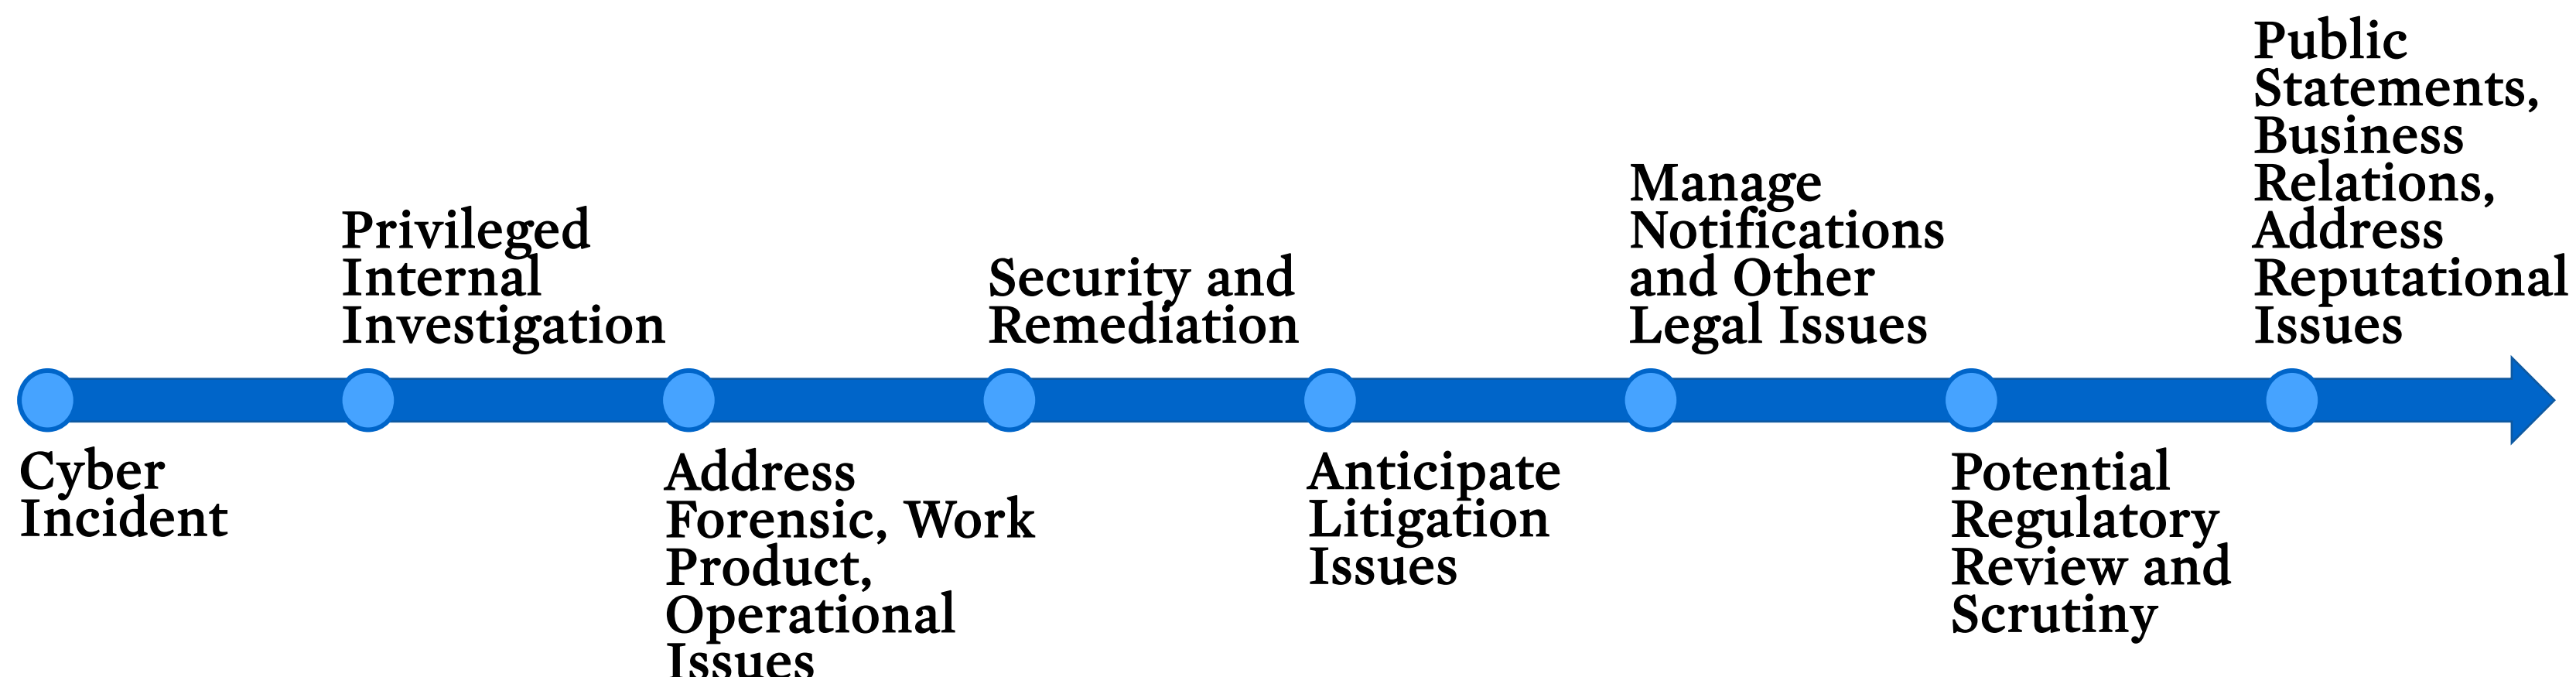 Cyber
Incident
Privileged
Internal
Investigation
Address
Forensic, Work
Product,
Operational
Issues
Security and
Remediation
Anticipate
Litigation
Issues
Manage
Notifications
and Other
Legal Issues
Potential
Regulatory
Review and
Scrutiny
Public
Statements,
Business
Relations,
Address
Reputational
Issues